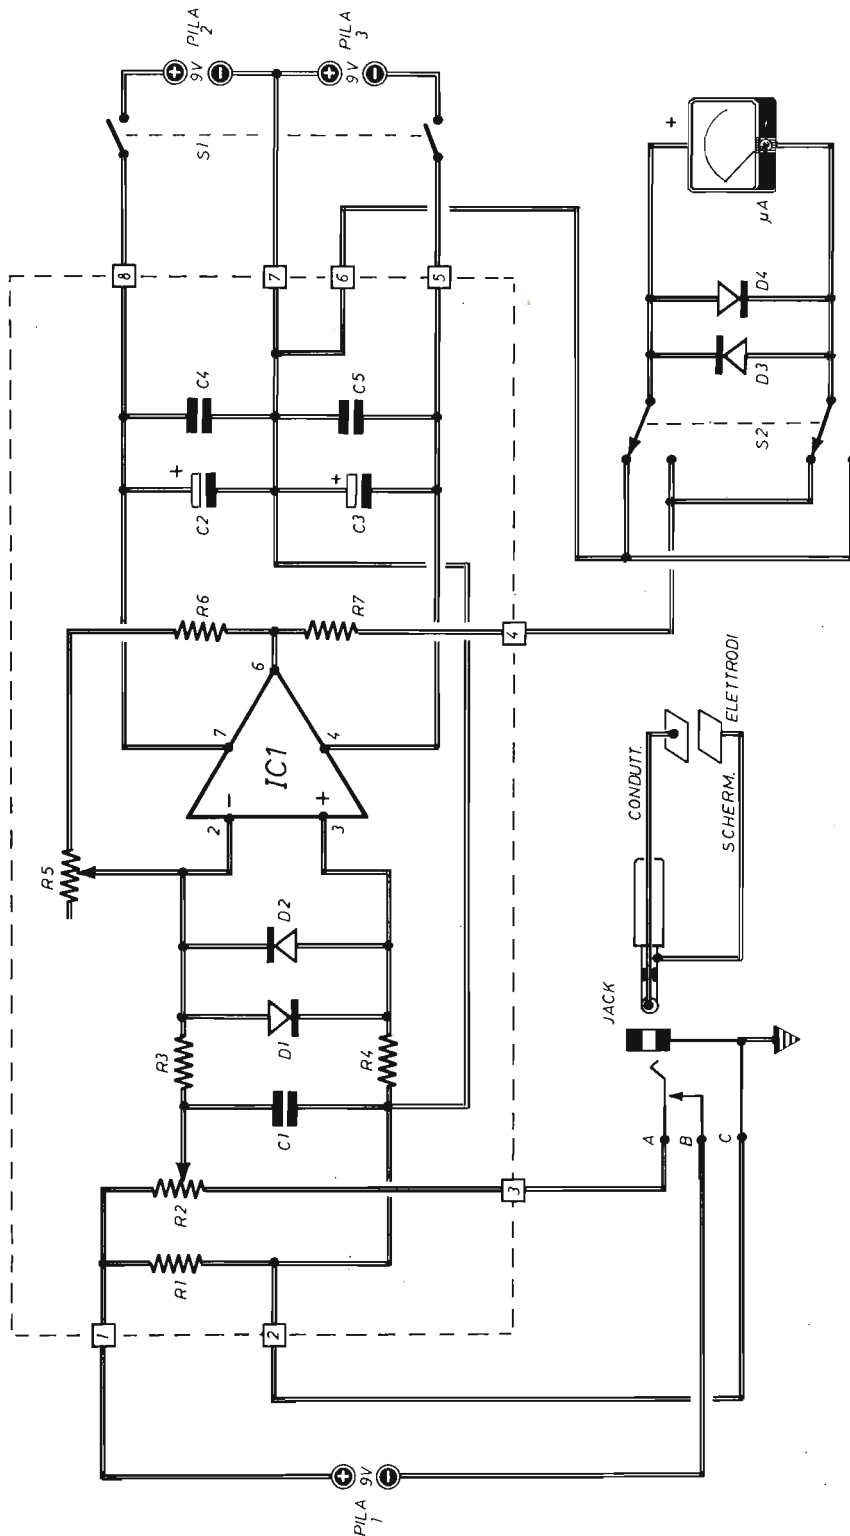 PILA
1
9V
1
2
R1
R2
3
C1
R3
R4
D1
D2
R5
2
3
IC1
7
4
6
R6
R7
4
C2
+
C3
+
C4
C5
8
7
6
5
S1
PILA
2
9V
PILA
3
9V
A
B
C
JACK
CONDUTT.
SCHERM.
ELETTRODI
S2
D3
D4
µA
+